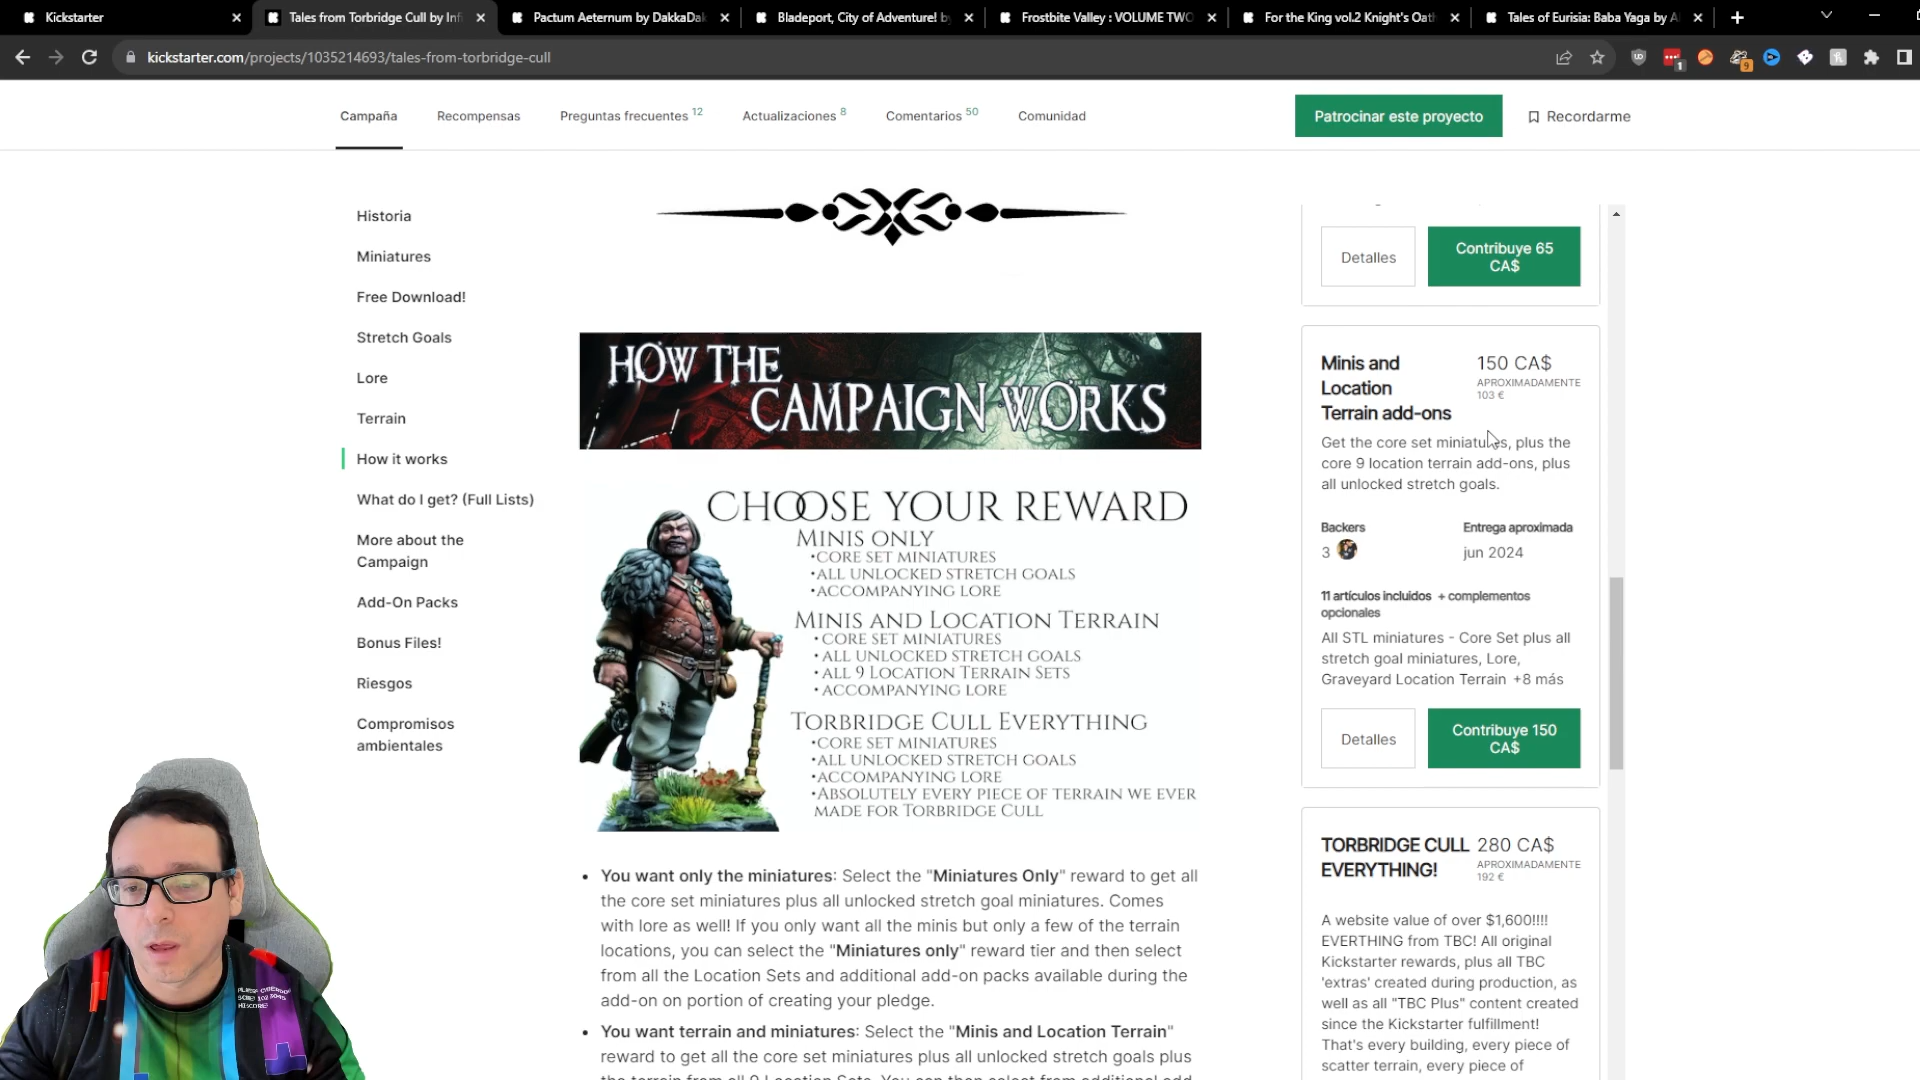 Kickstarter
Tales from Torbridge Cull by Inf
Pactum Aeternum by DakkaDak
Bladeport, City of Adventure! b
Frostbite Valley : VOLUME TWO
For the King vol.2 Knight's Oat
Tales of Eurisia: Baba Yaga by A
kickstarter.com/projects/1035214693/tales-from-torbridge-cull
1
9
Campaña
Recompensas
Preguntas frecuentes 12
Actualizaciones 8
Comentarios 50
Comunidad
Patrocinar este proyecto
Recordarme
Historia
Miniatures
Free Download!
Stretch Goals
Lore
Terrain
How it works
What do I get? (Full Lists)
More about the
Campaign
Add-On Packs
Bonus Files!
Riesgos
Compromisos
ambientales
HOW THE
CAMPAIGN WORKS
CHOOSE YOUR REWARD
MINIS ONLY
•CORE SET MINIATURES
•ALL UNLOCKED STRETCH GOALS
•ACCOMPANYING LORE
MINIS AND LOCATION TERRAIN
•CORE SET MINIATURES
•ALL UNLOCKED STRETCH GOALS
•ALL 9 LOCATION TERRAIN SETS
•ACCOMPANYING LORE
TORBRIDGE CULL EVERYTHING
•CORE SET MINIATURES
•ALL UNLOCKED STRETCH GOALS
•ACCOMPANYING LORE
•ABSOLUTELY EVERY PIECE OF TERRAIN WE EVER
MADE FOR TORBRIDGE CULL
• You want only the miniatures: Select the "Miniatures Only" reward to get all
the core set miniatures plus all unlocked stretch goal miniatures. Comes
with lore as well! If you only want all the minis but only a few of the terrain
locations, you can select the "Miniatures only" reward tier and then select
from all the Location Sets and additional add-on packs available during the
add-on on portion of creating your pledge.
• You want terrain and miniatures: Select the "Minis and Location Terrain"
reward to get all the core set miniatures plus all unlocked stretch goals plus
the terrain from all 9 Location Sets. You can then select from additional add
Detalles
Contribuye 65
CA$
Minis and
Location
Terrain add-ons
150 CA$
APROXIMADAMENTE
103 €
Get the core set miniatures, plus the
core 9 location terrain add-ons, plus
all unlocked stretch goals.
Backers
3
Entrega aproximada
jun 2024
11 artículos incluidos + complementos
opcionales
All STL miniatures - Core Set plus all
stretch goal miniatures, Lore,
Graveyard Location Terrain +8 más
Detalles
Contribuye 150
CA$
TORBRIDGE CULL
EVERYTHING!
280 CA$
APROXIMADAMENTE
192 €
A website value of over $1,600!!!!
EVERTHING from TBC! All original
Kickstarter rewards, plus all TBC
'extras' created during production, as
well as all "TBC Plus" content created
since the Kickstarter fulfillment!
That's every building, every piece of
scatter terrain, every piece of